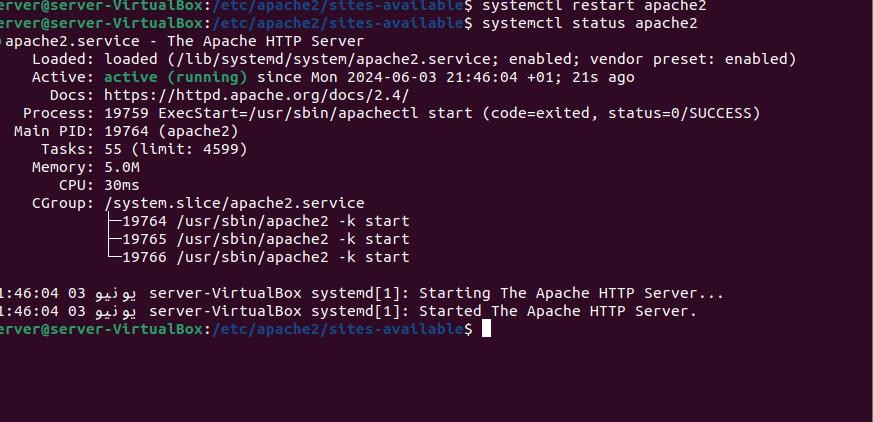 erver@server-VirtualBox:/etc/apache2/sites-available$ systemctl restart apache2
erver@server-VirtualBox:/etc/apache2/sites-available$ systemctl status apache2
apache2.service - The Apache HTTP Server
Loaded: loaded (/lib/systemd/system/apache2.service; enabled; vendor preset: enabled)
Active: active (running) since Mon 2024-06-03 21:46:04 +01; 21s ago
Docs: https://httpd.apache.org/docs/2.4/
Process: 19759 ExecStart=/usr/sbin/apachectl start (code=exited, status=0/SUCCESS)
Main PID: 19764 (apache2)
Tasks: 55 (limit: 4599)
Memory: 5.0M
CPU: 30ms
CGroup: /system.slice/apache2.service
├─19764 /usr/sbin/apache2 -k start
├─19765 /usr/sbin/apache2 -k start
└─19766 /usr/sbin/apache2 -k start
1:46:04 03 يونيو server-VirtualBox systemd[1]: Starting The Apache HTTP Server...
1:46:04 03 يونيو server-VirtualBox systemd[1]: Started The Apache HTTP Server.
erver@server-VirtualBox:/etc/apache2/sites-available$